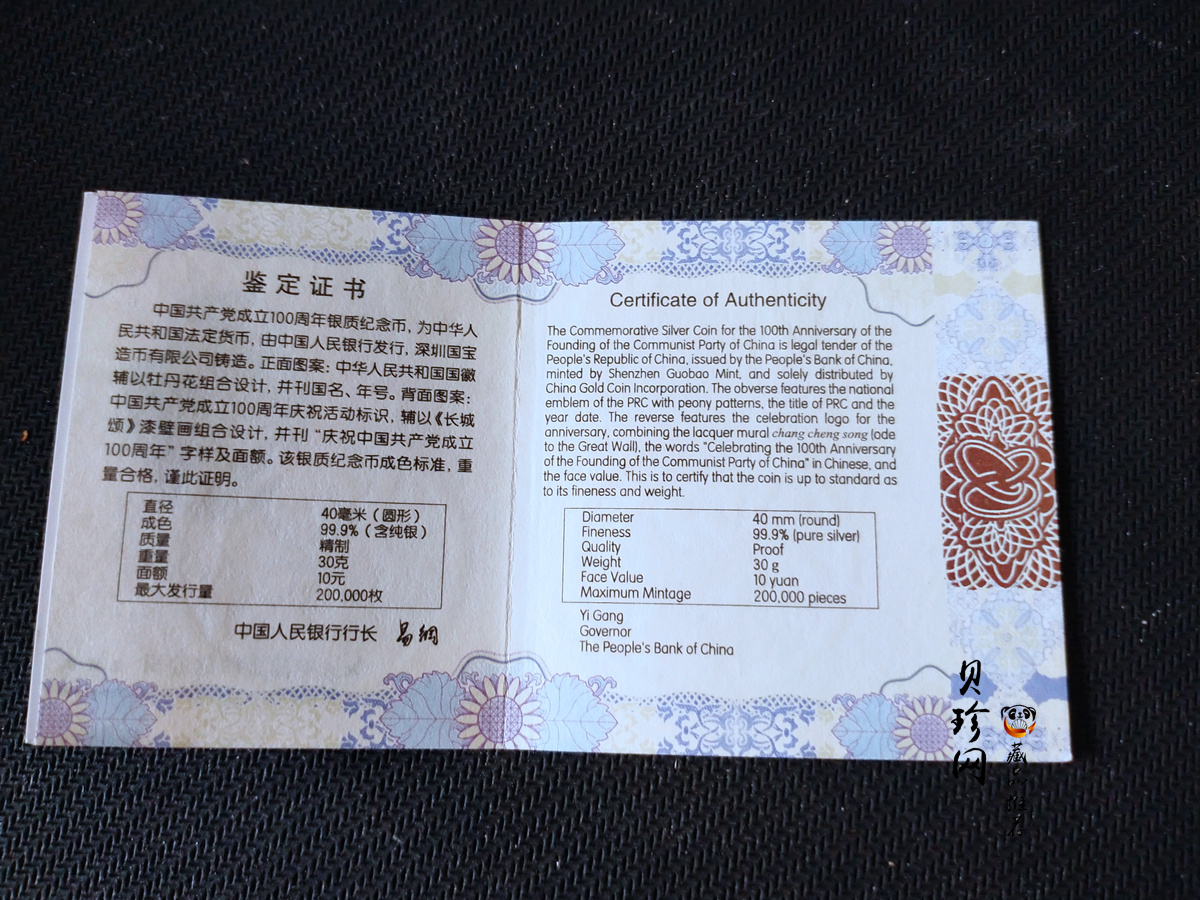 鉴定证书
中国共产党成立100周年银质纪念币，为中华人
民共和国法定货币，由中国人民银行发行，深圳国宝
造币有限公司铸造。正面图案：中华人民共和国国徽
辅以牡丹花组合设计，并刊国名、年号。背面图案：
中国共产党成立100周年庆祝活动标识，辅以《长城
颂》漆壁画组合设计，并刊“庆祝中国共产党成立
100周年”字样及面额。该银质纪念币成色标准，重
量合格，谨此证明。
直径 40毫米（圆形）
成色 99.9%（含纯银）
质量 精制
重量 30克
面额 10元
最大发行量 200,000枚
中国人民银行行长 易纲
Certificate of Authenticity
The Commemorative Silver Coin for the 100th Anniversary of the
Founding of the Communist Party of China is legal tender of the
People's Republic of China, issued by the People's Bank of China,
minted by Shenzhen Guobao Mint, and solely distributed by
China Gold Coin Incorporation. The obverse features the national
emblem of the PRC with peony patterns, the title of PRC and the
year date. The reverse features the celebration logo for the
anniversary, combining the lacquer mural chang cheng song (ode
to the Great Wall), the words "Celebrating the 100th Anniversary
of the Founding of the Communist Party of China" in Chinese, and
the face value. This is to certify that the coin is up to standard as
to its fineness and weight.
Diameter 40 mm (round)
Fineness 99.9% (pure silver)
Quality Proof
Weight 30 g
Face Value 10 yuan
Maximum Mintage 200,000 pieces
Yi Gang
Governor
The People's Bank of China
贝珍网